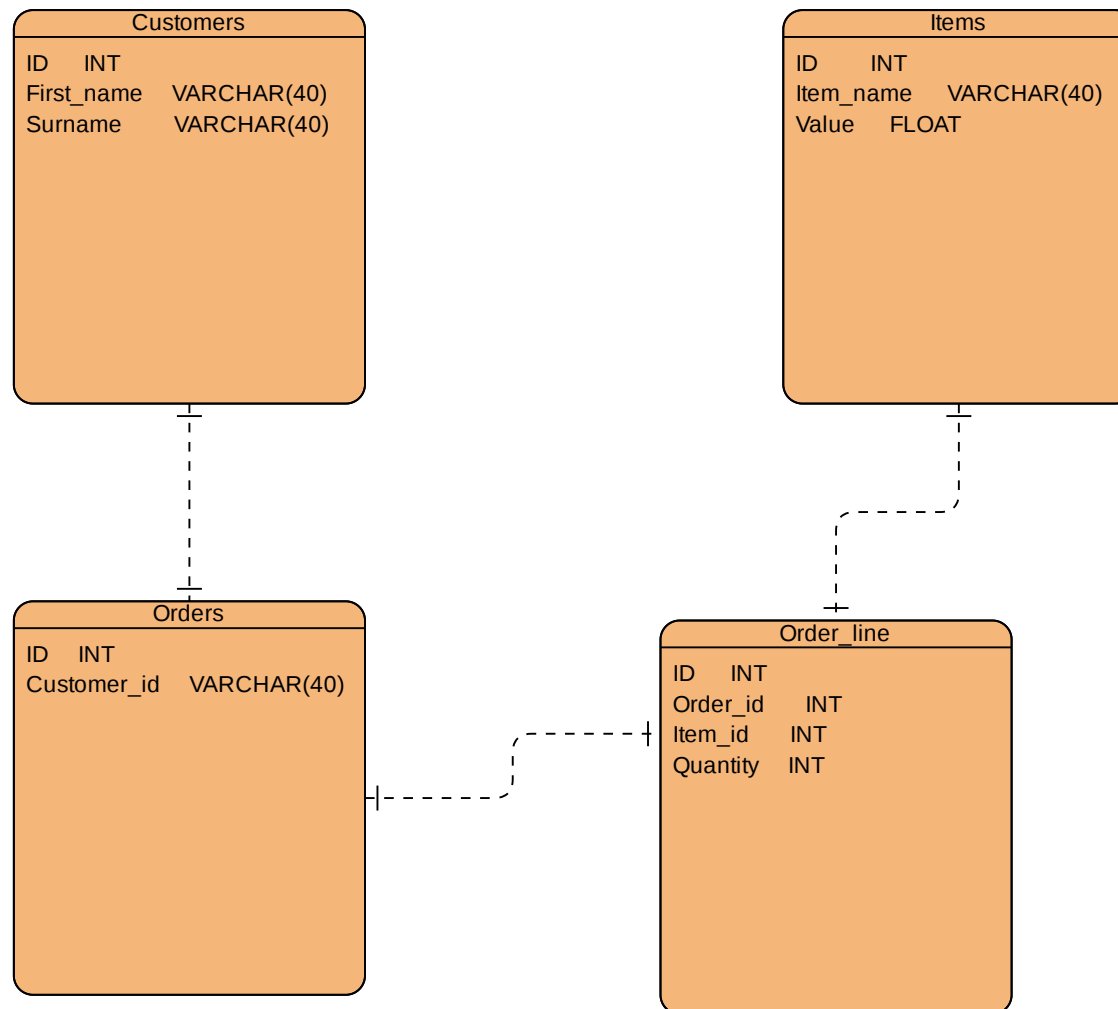 Customers
ID INT
First_name VARCHAR(40)
Surname VARCHAR(40)
Items
ID INT
Item_name VARCHAR(40)
Value FLOAT
Orders
ID INT
Customer_id VARCHAR(40)
Order_line
ID INT
Order_id INT
Item_id INT
Quantity INT